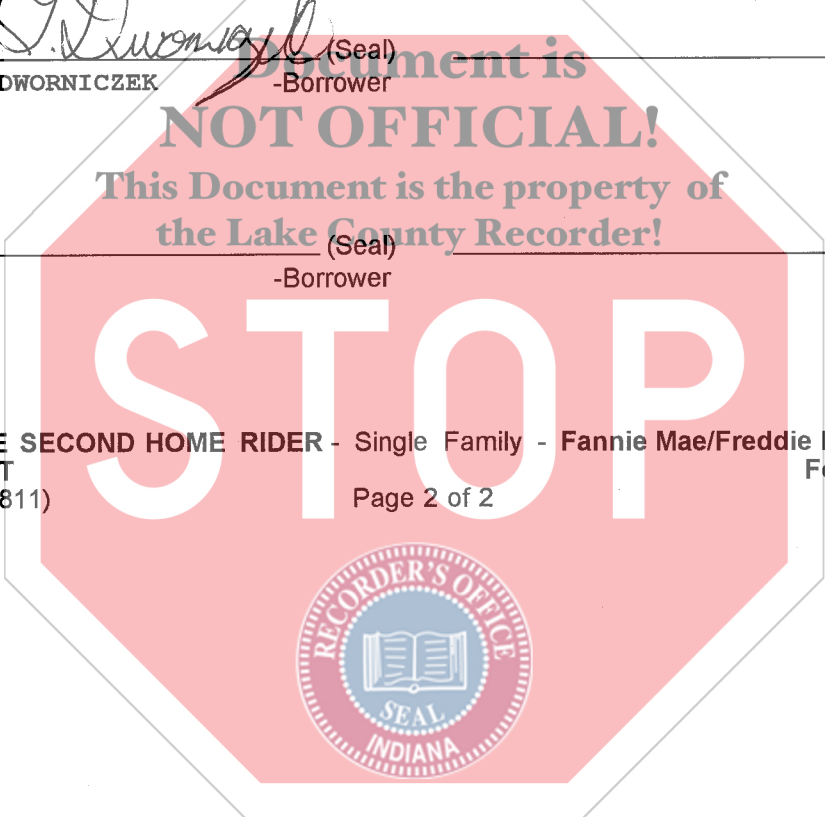 (Seal)
Document is
DWORNICZEK -Borrower
NOT OFFICIAL!
This Document is the property of
the Lake County Recorder!
(Seal)
-Borrower
STOP
E SECOND HOME RIDER - Single Family - Fannie Mae/Freddie
T
811) Page 2 of 2
RECORDER'S OFFICE
SEAL
INDIANA